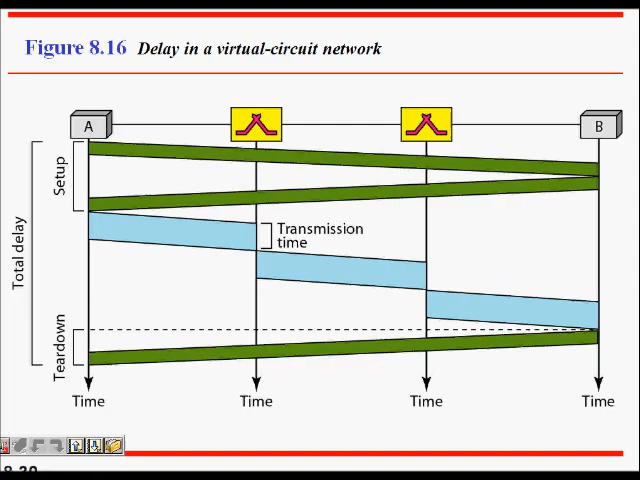 Figure 8.16 Delay in a virtual-circuit network
A
B
Setup
Transmission
time
Total delay
Teardown
Time
Time
Time
Time